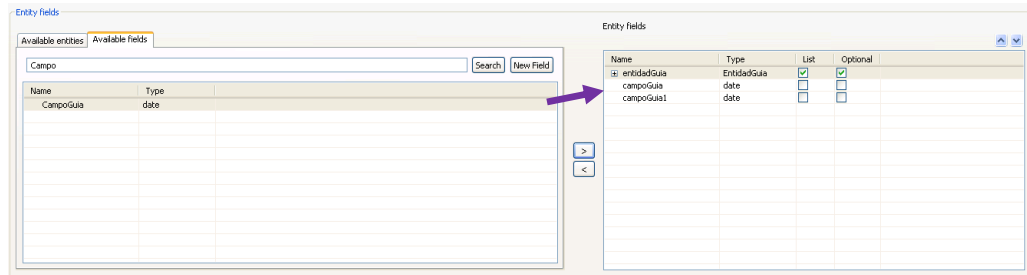 Entity fields
Available entities Available fields
Campo Search New Field
Name Type
CampoGuia date
>
<
Entity fields
Name Type List Optional
entidadGuia EntidadGuia
campoGuia date
campoGuia1 date